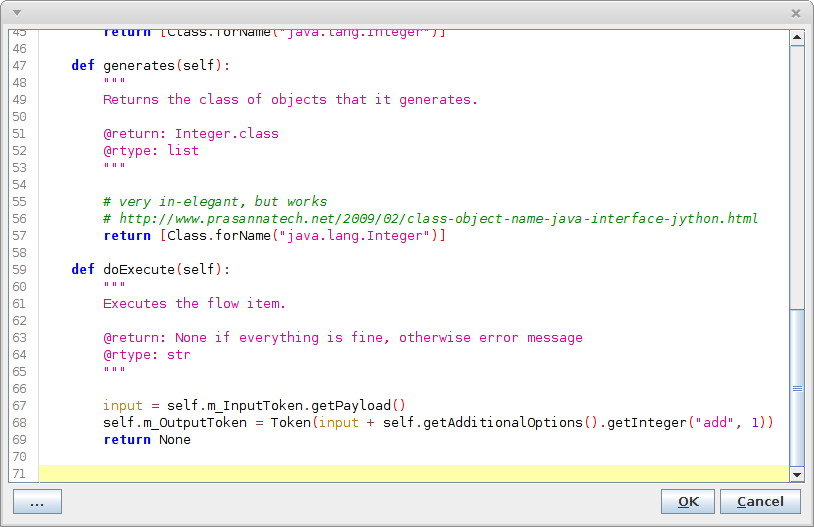 45 return [Class.forName("java.lang.Integer")]
46
47 def generates(self):
48 """
49 Returns the class of objects that it generates.
50
51 @return: Integer.class
52 @rtype: list
53 """
54
55 # very in-elegant, but works
56 # http://www.prasannatech.net/2009/02/class-object-name-java-interface-jython.html
57 return [Class.forName("java.lang.Integer")]
58
59 def doExecute(self):
60 """
61 Executes the flow item.
62
63 @return: None if everything is fine, otherwise error message
64 @rtype: str
65 """
66
67 input = self.m_InputToken.getPayload()
68 self.m_OutputToken = Token(input + self.getAdditionalOptions().getInteger("add", 1))
69 return None
70
71
... OK Cancel